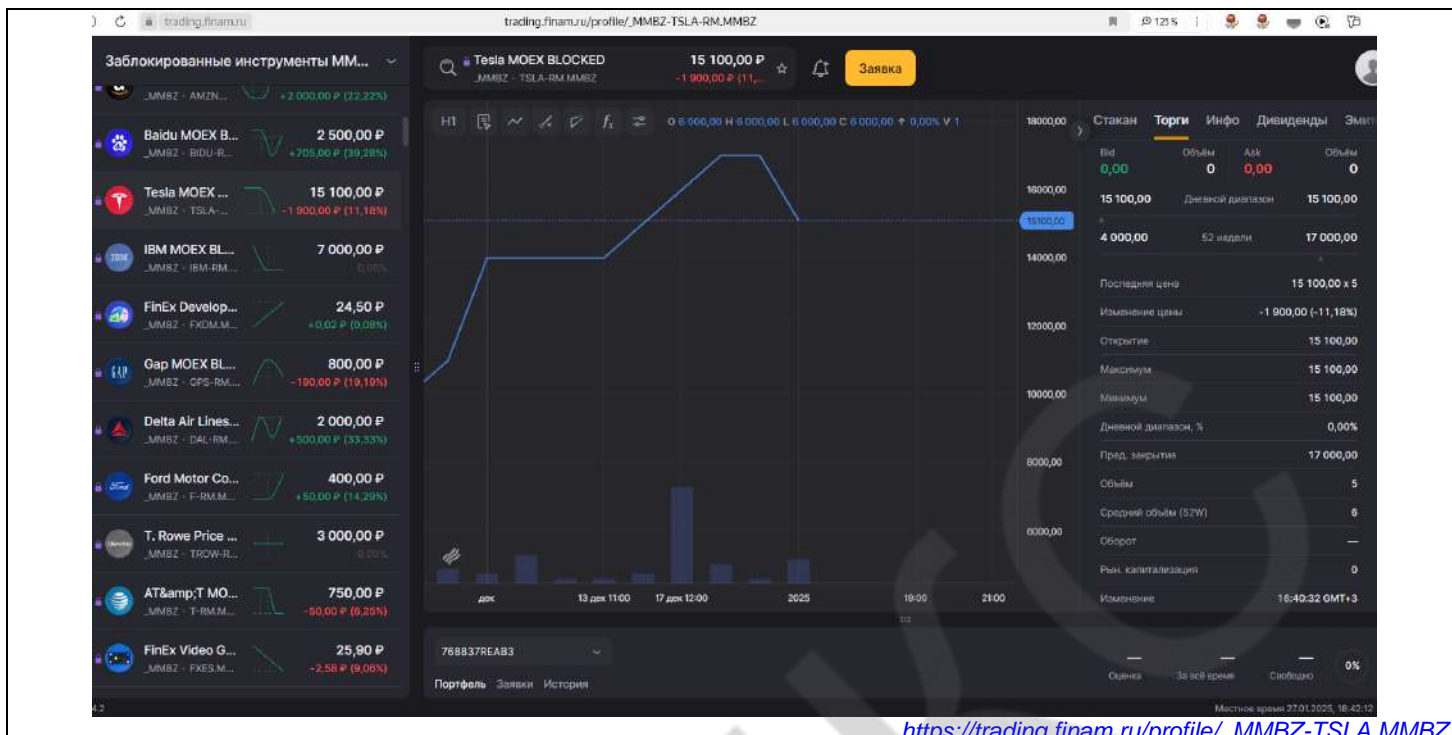 trading.finam.ru
trading.finam.ru/profile/_MMBZ-TSLA-RM.MMBZ
125 %
Заблокированные инструменты MM...
_MMBZ · AMZN...
+2 000,00 ₽ (22,22%)
Baidu MOEX B...
2 500,00 ₽
_MMBZ · BIDU-R...
+705,00 ₽ (39,28%)
Tesla MOEX ...
15 100,00 ₽
_MMBZ · TSLA-...
-1 900,00 ₽ (11,18%)
IBM MOEX BL...
7 000,00 ₽
_MMBZ · IBM-RM...
0,00%
FinEx Develop...
24,50 ₽
_MMBZ · FXDM.M...
+0,02 ₽ (0,08%)
Gap MOEX BL...
800,00 ₽
_MMBZ · GPS-RM....
-190,00 ₽ (19,19%)
Delta Air Lines...
2 000,00 ₽
_MMBZ · DAL-RM...
+500,00 ₽ (33,33%)
Ford Motor Co...
400,00 ₽
_MMBZ · F-RM.M...
+50,00 ₽ (14,29%)
T. Rowe Price ...
3 000,00 ₽
_MMBZ · TROW-R...
0,00%
AT&amp;T MO...
750,00 ₽
_MMBZ · T-RM.M...
-50,00 ₽ (6,25%)
FinEx Video G...
25,90 ₽
_MMBZ · FXES.M...
-2,58 ₽ (9,06%)
4.2
Tesla MOEX BLOCKED
15 100,00 ₽
_MMBZ · TSLA-RM.MMBZ
-1 900,00 ₽ (11,...
Заявка
H1
O 6 000,00 H 6 000,00 L 6 000,00 C 6 000,00 ↑ 0,00% V 1
18000,00
16000,00
15100,00
14000,00
12000,00
10000,00
8000,00
6000,00
дек
13 дек 11:00
17 дек 12:00
2025
19:00
21:00
768837REAB3
Портфель Заявки История
Стакан Торги Инфо Дивиденды Эмит
Bid Объём Ask Объём
0,00 0 0,00 0
15 100,00 Дневной диапазон 15 100,00
4 000,00 52 недели 17 000,00
Последняя цена 15 100,00 x 5
Изменение цены -1 900,00 (-11,18%)
Открытие 15 100,00
Максимум 15 100,00
Минимум 15 100,00
Дневной диапазон, % 0,00%
Пред. закрытие 17 000,00
Объём 5
Средний объём (52W) 6
Оборот —
Рын. капитализация 0
Изменение 16:40:32 GMT+3
— — — 0%
Оценка За всё время Свободно
Местное время 27.01.2025, 18:42:12
https://trading.finam.ru/profile/_MMBZ-TSLA.MMBZ